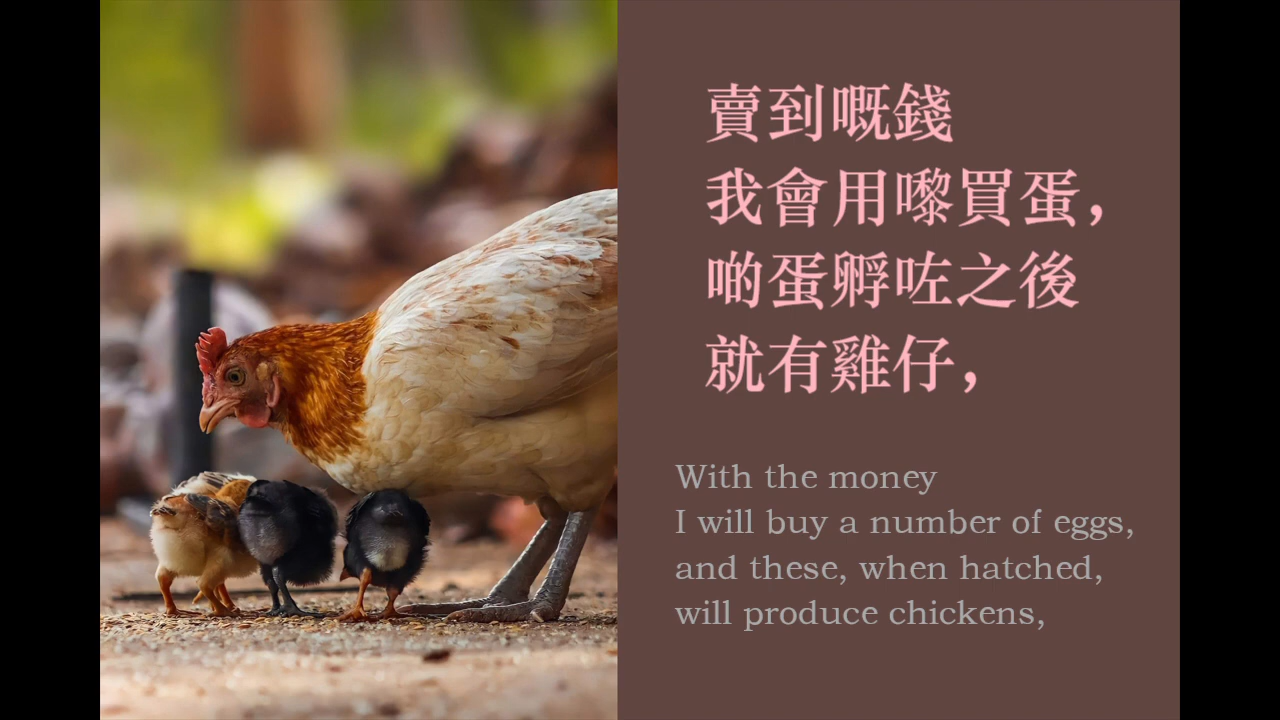 賣到嘅錢
我會用嚟買蛋，
啲蛋孵咗之後
就有雞仔，
With the money
I will buy a number of eggs,
and these, when hatched,
will produce chickens,